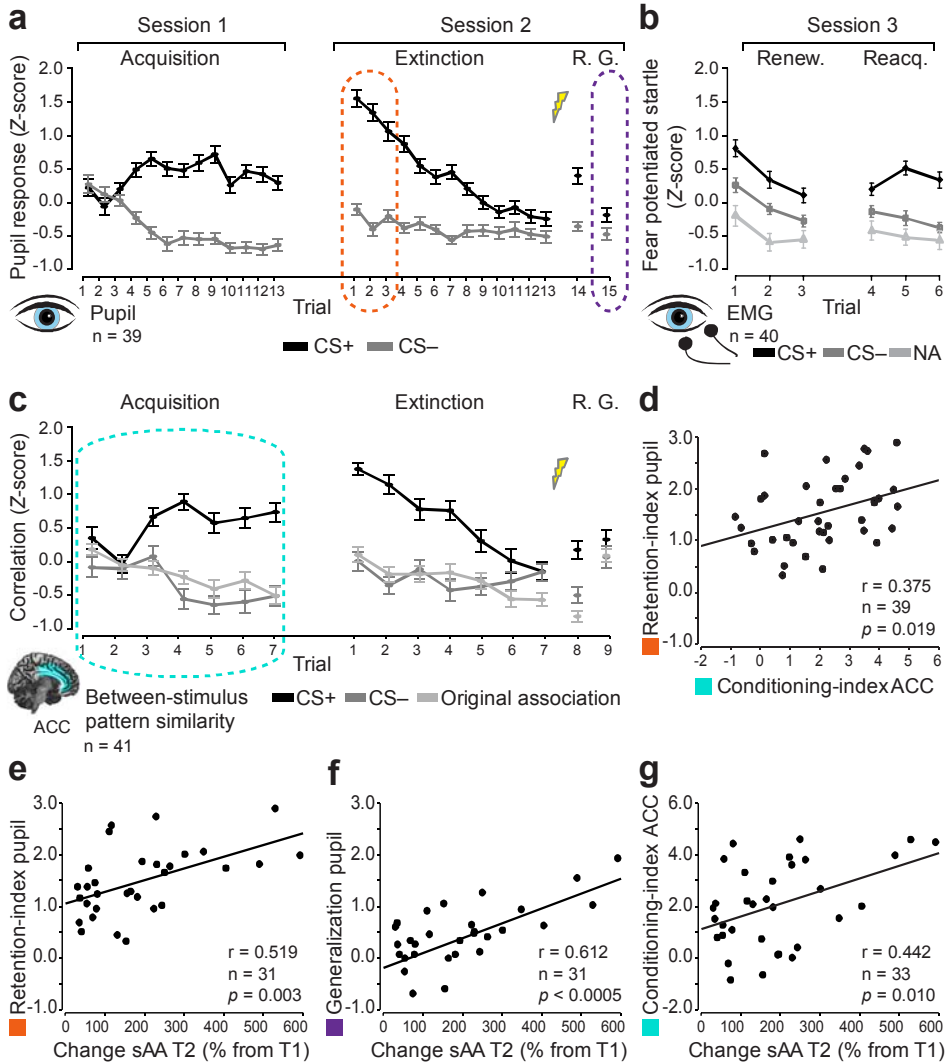 a
Session 1
Session 2
Acquisition
Extinction
R. G.
Pupil response (Z-score)
2.0
1.5
1.0
0.5
0.0
-0.5
-1.0
1 2 3 4 5 6 7 8 9 10 11 12 13
1 2 3 4 5 6 7 8 9 10 11 12 13 14 15
Trial
Pupil
n = 39
CS+ CS–
b
Session 3
Renew. Reacq.
Fear potentiated startle
(Z-score)
2.0
1.5
1.0
0.5
0.0
-0.5
-1.0
1 2 3 4 5 6
Trial
EMG
n = 40
CS+ CS– NA
c
Acquisition
Extinction
R. G.
Correlation (Z-score)
2.0
1.5
1.0
0.5
0.0
-0.5
-1.0
1 2 3 4 5 6 7
1 2 3 4 5 6 7 8 9
Trial
ACC
Between-stimulus
pattern similarity
n = 41
CS+ CS– Original association
d
Retention-index pupil
3.0
2.0
1.0
0.0
-1.0
-2 -1 0 1 2 3 4 5 6
r = 0.375
n = 39
p = 0.019
Conditioning-index ACC
e
Retention-index pupil
3.0
2.0
1.0
0.0
-1.0
0 100 200 300 400 500 600
r = 0.519
n = 31
p = 0.003
Change sAA T2 (% from T1)
f
Generalization pupil
3.0
2.0
1.0
0.0
-1.0
0 100 200 300 400 500 600
r = 0.612
n = 31
p < 0.0005
Change sAA T2 (% from T1)
g
Conditioning-index ACC
6.0
4.0
2.0
0.0
-2.0
0 100 200 300 400 500 600
r = 0.442
n = 33
p = 0.010
Change sAA T2 (% from T1)